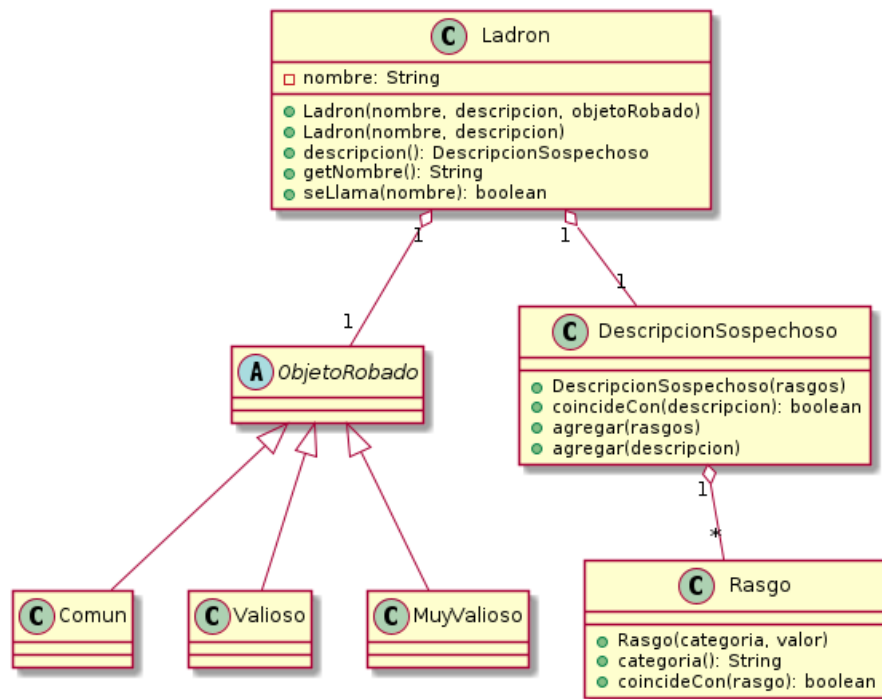 C Ladron
nombre: String
Ladron(nombre, descripcion, objetoRobado)
Ladron(nombre, descripcion)
descripcion(): DescripcionSospechoso
getNombre(): String
seLlama(nombre): boolean
1 1
1
1
C DescripcionSospechoso
DescripcionSospechoso(rasgos)
coincideCon(descripcion): boolean
agregar(rasgos)
agregar(descripcion)
A ObjetoRobado
1
*
C Comun
C Valioso
C MuyValioso
C Rasgo
Rasgo(categoria, valor)
categoria(): String
coincideCon(rasgo): boolean